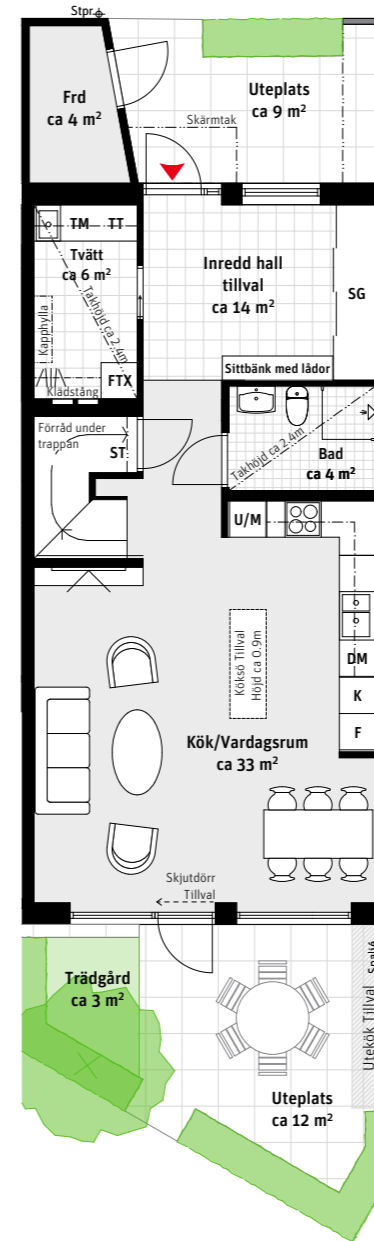 Stpr.
Frd
ca 4 m²
Uteplats
ca 9 m²
Skärmtak
TM TT
Tvätt
ca 6 m²
Takhöjd ca 2.4m
Kapphylla
Klädstång
FTX
Inredd hall
tillval
ca 14 m²
SG
Sittbänk med lådor
Förråd under
trappan
ST
Bad
ca 4 m²
Takhöjd ca 2.4m
U/M
DM
K
F
Köksö Tillval
Höjd ca 0.9m
Kök/Vardagsrum
ca 33 m²
Skjutdörr
Tillval
Trädgård
ca 3 m²
Utekök Tillval
Uteplats
ca 12 m²